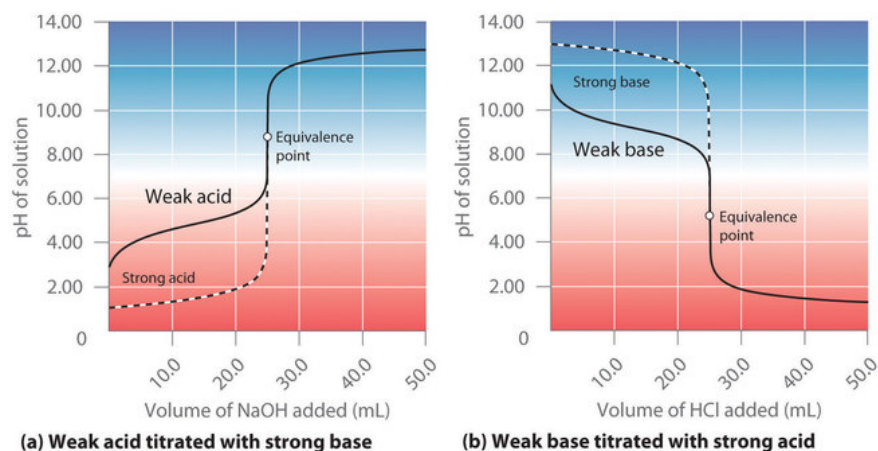 14.00
12.00
10.00
8.00
6.00
4.00
2.00
0
pH of solution
Weak acid
Strong acid
Equivalence
point
10.0
20.0
30.0
40.0
50.0
Volume of NaOH added (mL)
(a) Weak acid titrated with strong base
14.00
12.00
10.00
8.00
6.00
4.00
2.00
0
pH of solution
Strong base
Weak base
Equivalence
point
10.0
20.0
30.0
40.0
50.0
Volume of HCl added (mL)
(b) Weak base titrated with strong acid